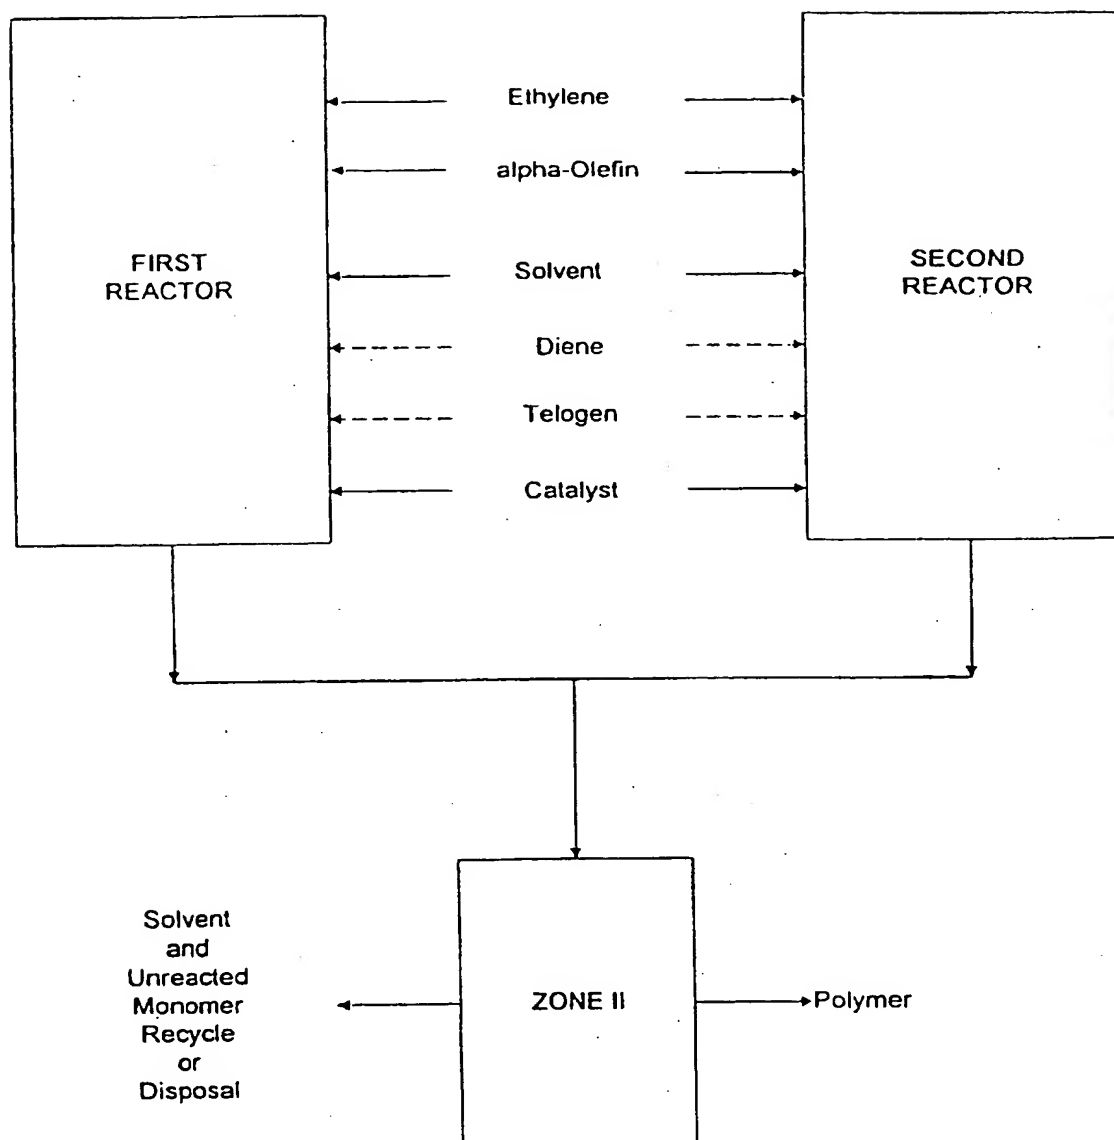 Ethylene
alpha-Olefin
FIRST
REACTOR
Solvent
SECOND
REACTOR
Diene
Telogen
Catalyst
Solvent
and
Unreacted
Monomer
Recycle
or
Disposal
ZONE II
Polymer